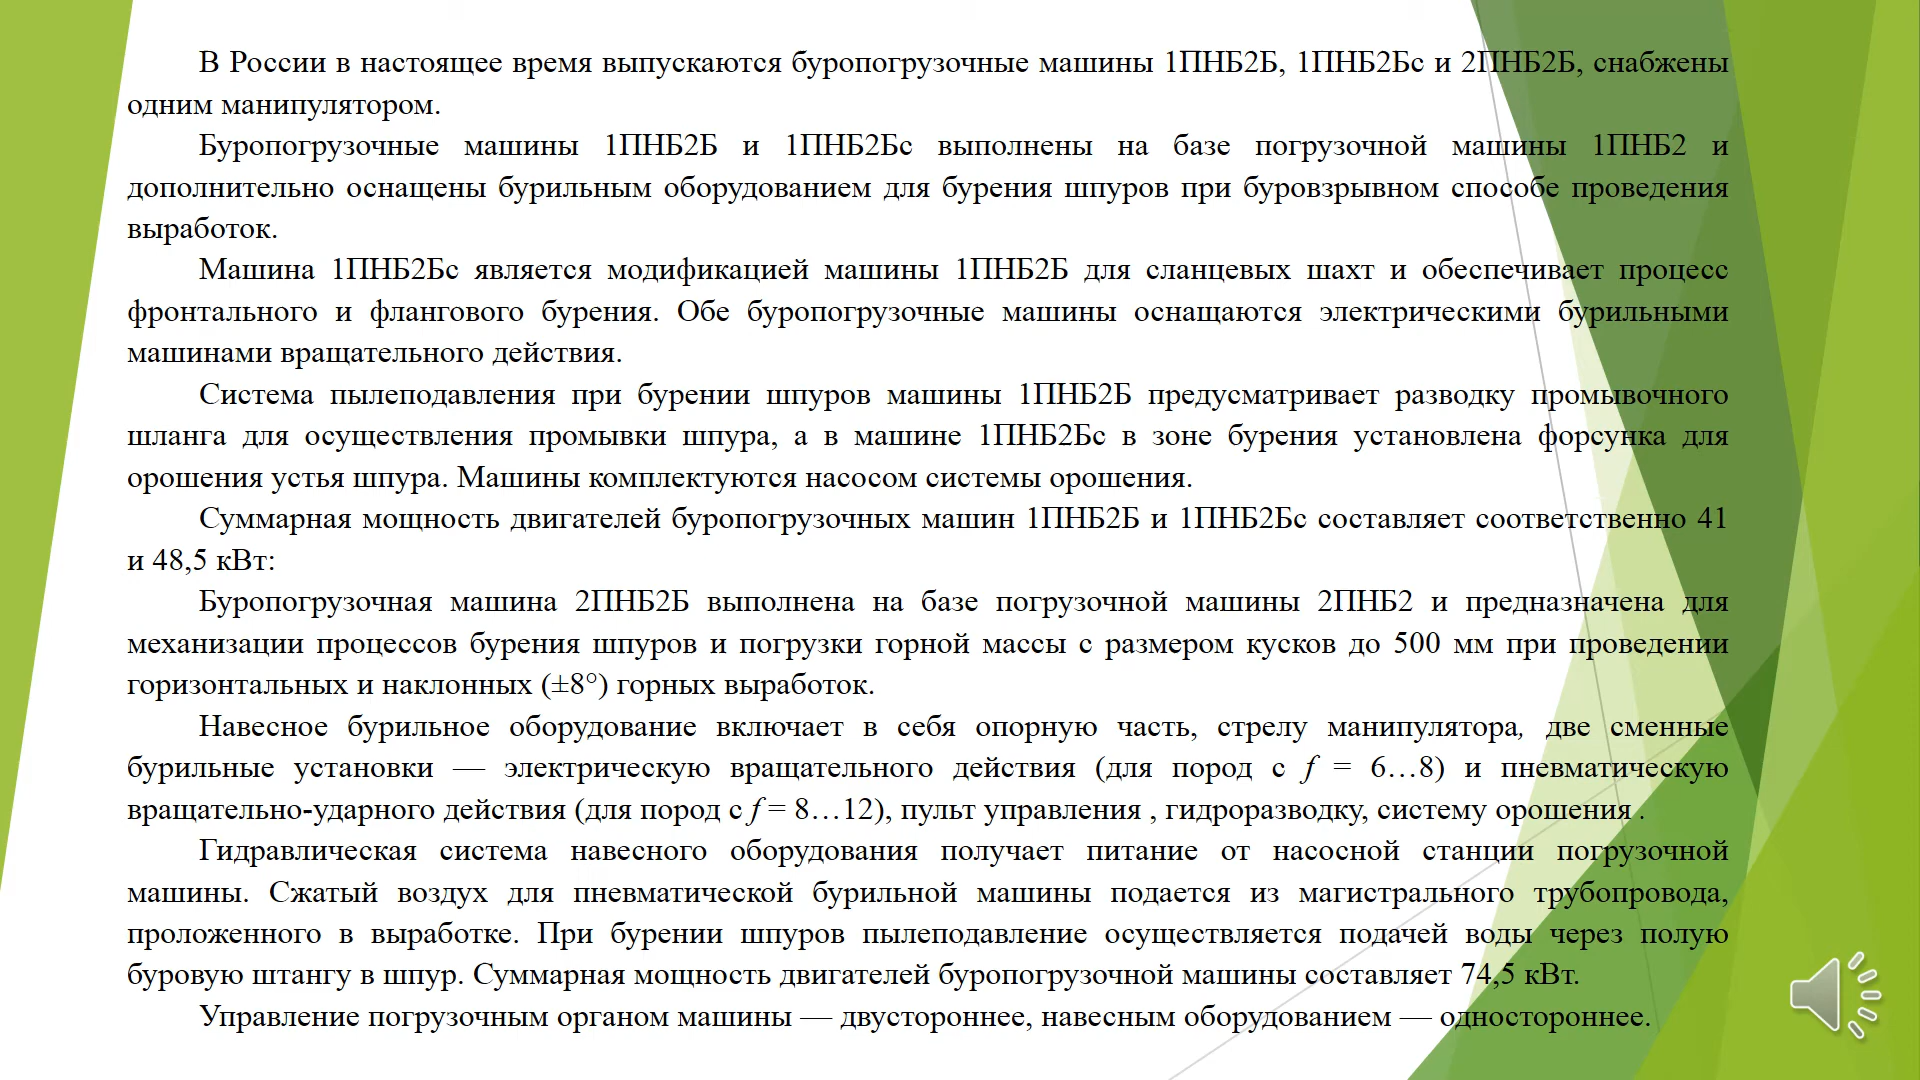 В России в настоящее время выпускаются буропогрузочные машины 1ПНБ2Б, 1ПНБ2Бс и 2ПНБ2Б, снабжены
одним манипулятором.
Буропогрузочные машины 1ПНБ2Б и 1ПНБ2Бс выполнены на базе погрузочной машины 1ПНБ2 и
дополнительно оснащены бурильным оборудованием для бурения шпуров при буровзрывном способе проведения
выработок.
Машина 1ПНБ2Бс является модификацией машины 1ПНБ2Б для сланцевых шахт и обеспечивает процесс
фронтального и флангового бурения. Обе буропогрузочные машины оснащаются электрическими бурильными
машинами вращательного действия.
Система пылеподавления при бурении шпуров машины 1ПНБ2Б предусматривает разводку промывочного
шланга для осуществления промывки шпура, а в машине 1ПНБ2Бс в зоне бурения установлена форсунка для
орошения устья шпура. Машины комплектуются насосом системы орошения.
Суммарная мощность двигателей буропогрузочных машин 1ПНБ2Б и 1ПНБ2Бс составляет соответственно 41
и 48,5 кВт:
Буропогрузочная машина 2ПНБ2Б выполнена на базе погрузочной машины 2ПНБ2 и предназначена для
механизации процессов бурения шпуров и погрузки горной массы с размером кусков до 500 мм при проведении
горизонтальных и наклонных (±8°) горных выработок.
Навесное бурильное оборудование включает в себя опорную часть, стрелу манипулятора, две сменные
бурильные установки — электрическую вращательного действия (для пород с f = 6…8) и пневматическую
вращательно-ударного действия (для пород с f = 8…12), пульт управления , гидроразводку, систему орошения .
Гидравлическая система навесного оборудования получает питание от насосной станции погрузочной
машины. Сжатый воздух для пневматической бурильной машины подается из магистрального трубопровода,
проложенного в выработке. При бурении шпуров пылеподавление осуществляется подачей воды через полую
буровую штангу в шпур. Суммарная мощность двигателей буропогрузочной машины составляет 74,5 кВт.
Управление погрузочным органом машины — двустороннее, навесным оборудованием — одностороннее.